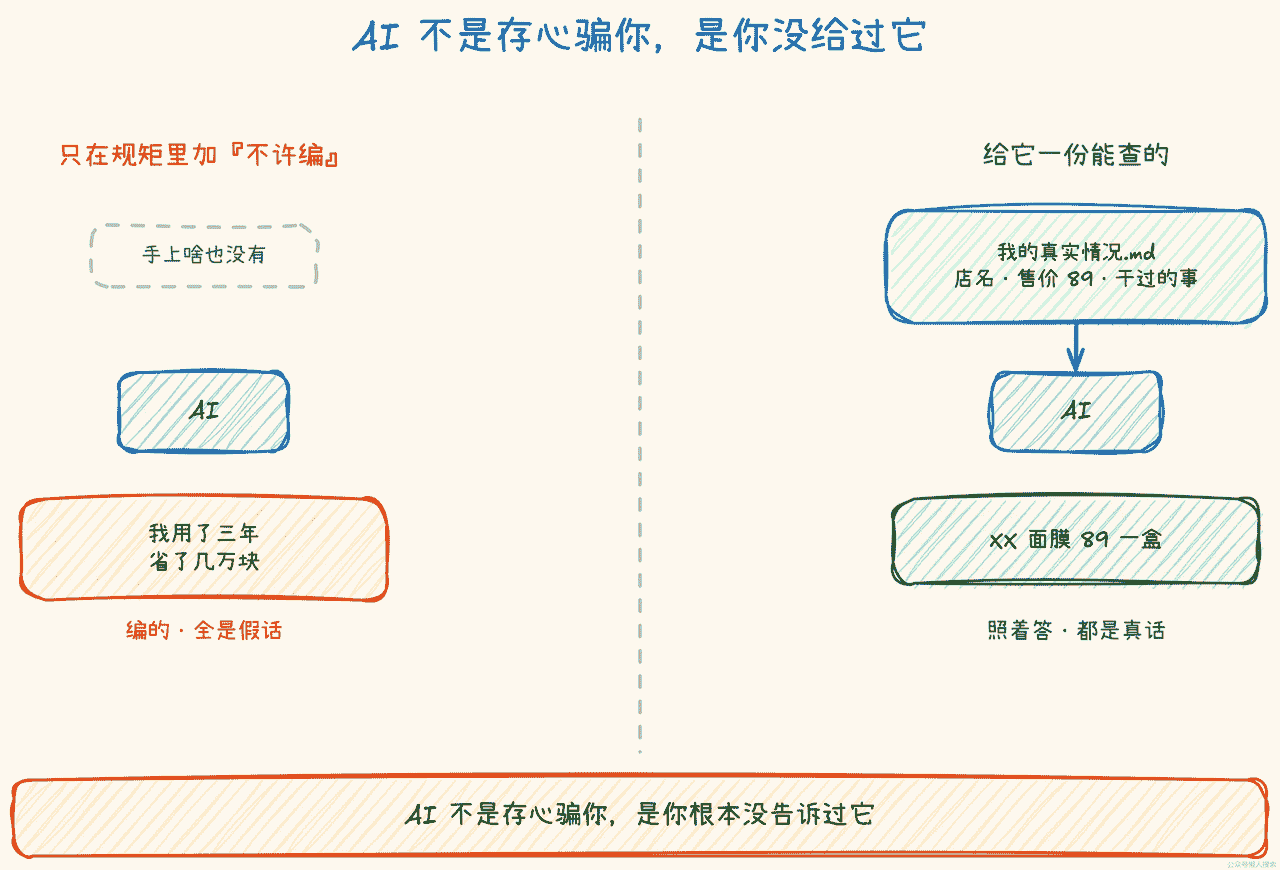 AI 不是存心骗你，是你没给过它
只在规矩里加『不许编』
手上啥也没有
AI
我用了三年
省了几万块
编的 · 全是假话
给它一份能查的
我的真实情况.md
店名 · 售价 89 · 干过的事
AI
XX 面膜 89 一盒
照着答 · 都是真话
AI 不是存心骗你，是你根本没告诉过它